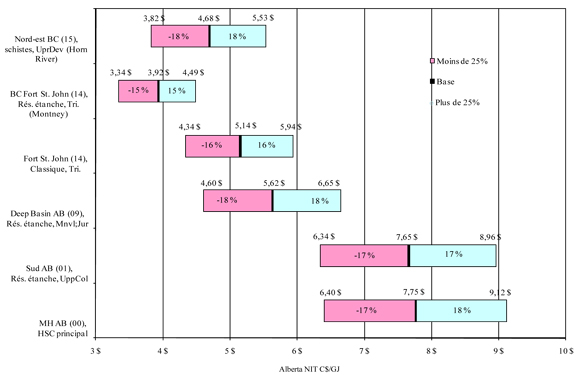 3,82 $ 4,68 $ 5,53 $
Nord-est BC (15),
schistes, UprDev (Horn
River)
-18 % 18 %
3,34 $ 3,92 $ 4,49 $
BC Fort St. John (14),
Rés. étanche, Tri.
(Montney)
-15 % 15 %
4,34 $ 5,14 $ 5,94 $
Fort St. John (14),
Classique, Tri.
-16 % 16 %
4,60 $ 5,62 $ 6,65 $
Deep Basin AB (09),
Rés. étanche, Mnvl;Jur
-18 % 18 %
6,34 $ 7,65 $ 8,96 $
Sud AB (01),
Rés. étanche, UppCol
-17 % 17 %
6,40 $ 7,75 $ 9,12 $
MH AB (00),
HSC principal
-17 % 18 %
Moins de 25%
Base
Plus de 25%
3 $ 4 $ 5 $ 6 $ 7 $ 8 $ 9 $ 10 $
Alberta NIT C$/GJ